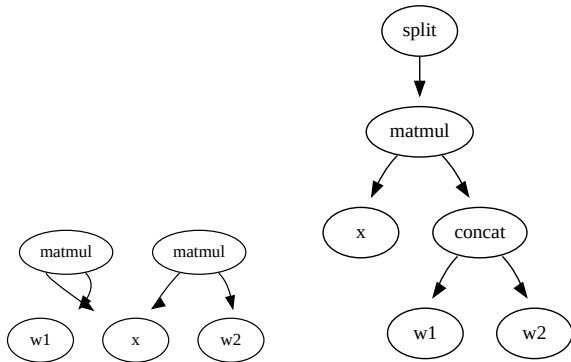 matmul matmul
w1 x w2
split
matmul
x concat
w1 w2